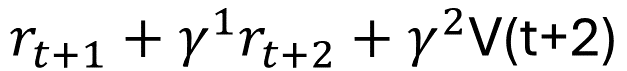 r_{t+1} + γ^1 r_{t+2} + γ^2 V(t+2)